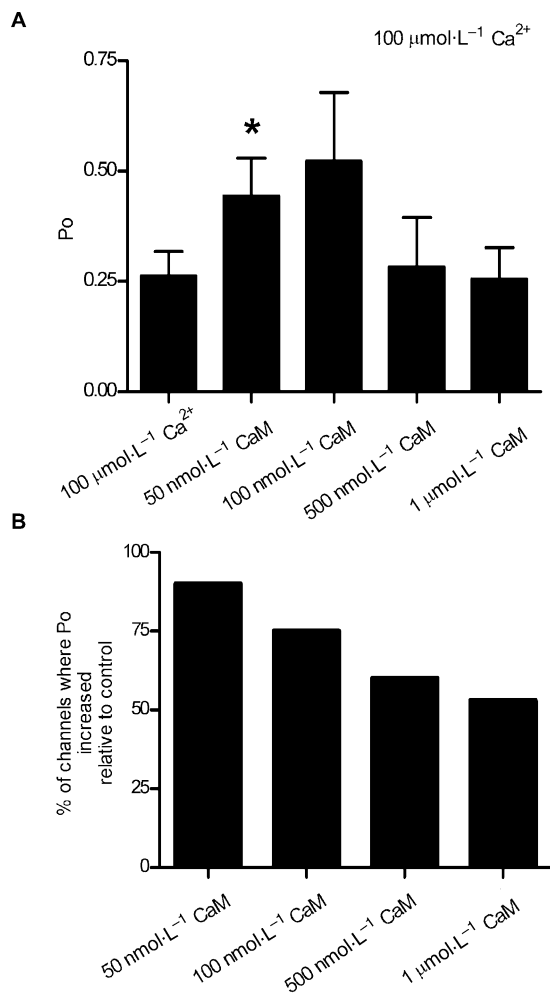 A
100 μmol·L⁻¹ Ca²⁺
0.75
*
0.50
Po
0.25
0.00
100 μmol·L⁻¹ Ca²⁺
50 nmol·L⁻¹ CaM
100 nmol·L⁻¹ CaM
500 nmol·L⁻¹ CaM
1 μmol·L⁻¹ CaM
B
100
75
50
25
0
% of channels where Po
increased
relative to control
50 nmol·L⁻¹ CaM
100 nmol·L⁻¹ CaM
500 nmol·L⁻¹ CaM
1 μmol·L⁻¹ CaM